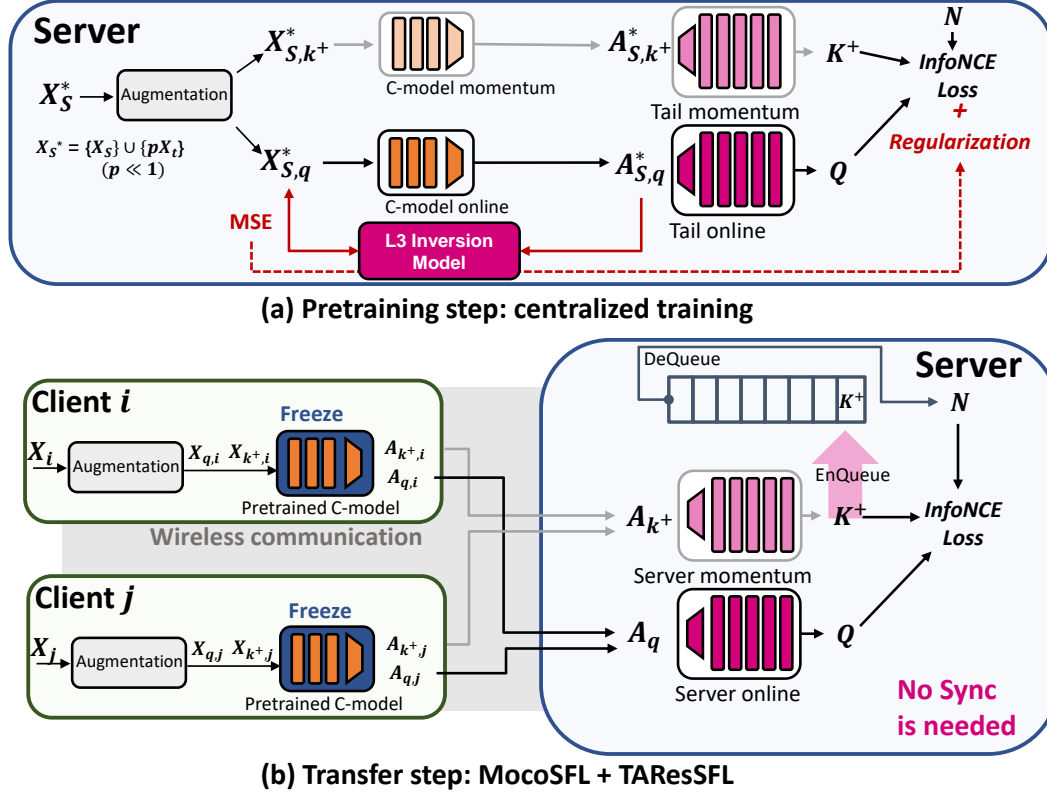 Server
X*S
Augmentation
XS* = {XS} ∪ {pXt}
(p ≪ 1)
X*S,k+
C-model momentum
A*S,k+
Tail momentum
K+
N
InfoNCE
Loss
+
Regularization
X*S,q
C-model online
A*S,q
Tail online
Q
MSE
L3 Inversion
Model
(a) Pretraining step: centralized training
Client i
Xi
Augmentation
Xq,i Xk+,i
Freeze
Pretrained C-model
Ak+,i
Aq,i
Wireless communication
Client j
Xj
Augmentation
Xq,j Xk+,j
Freeze
Pretrained C-model
Ak+,j
Aq,j
Server
DeQueue
K+
N
EnQueue
Ak+
Server momentum
K+
InfoNCE
Loss
Aq
Server online
Q
No Sync
is needed
(b) Transfer step: MocoSFL + TAResSFL